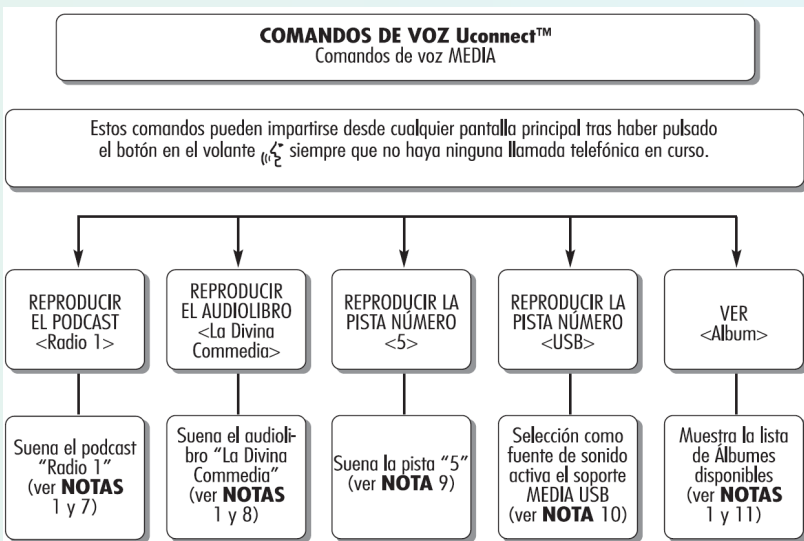 COMANDOS DE VOZ Uconnect™
Comandos de voz MEDIA
Estos comandos pueden impartirse desde cualquier pantalla principal tras haber pulsado
el botón en el volante siempre que no haya ninguna llamada telefónica en curso.
REPRODUCIR
EL PODCAST
<Radio 1>
REPRODUCIR
EL AUDIOLIBRO
<La Divina
Commedia>
REPRODUCIR LA
PISTA NÚMERO
<5>
REPRODUCIR LA
PISTA NÚMERO
<USB>
VER
<Album>
Suena el podcast
"Radio 1"
(ver NOTAS
1 y 7)
Suena el audioli-
bro "La Divina
Commedia"
(ver NOTAS
1 y 8)
Suena la pista "5"
(ver NOTA 9)
Selección como
fuente de sonido
activa el soporte
MEDIA USB
(ver NOTA 10)
Muestra la lista
de Álbumes
disponibles
(ver NOTAS
1 y 11)